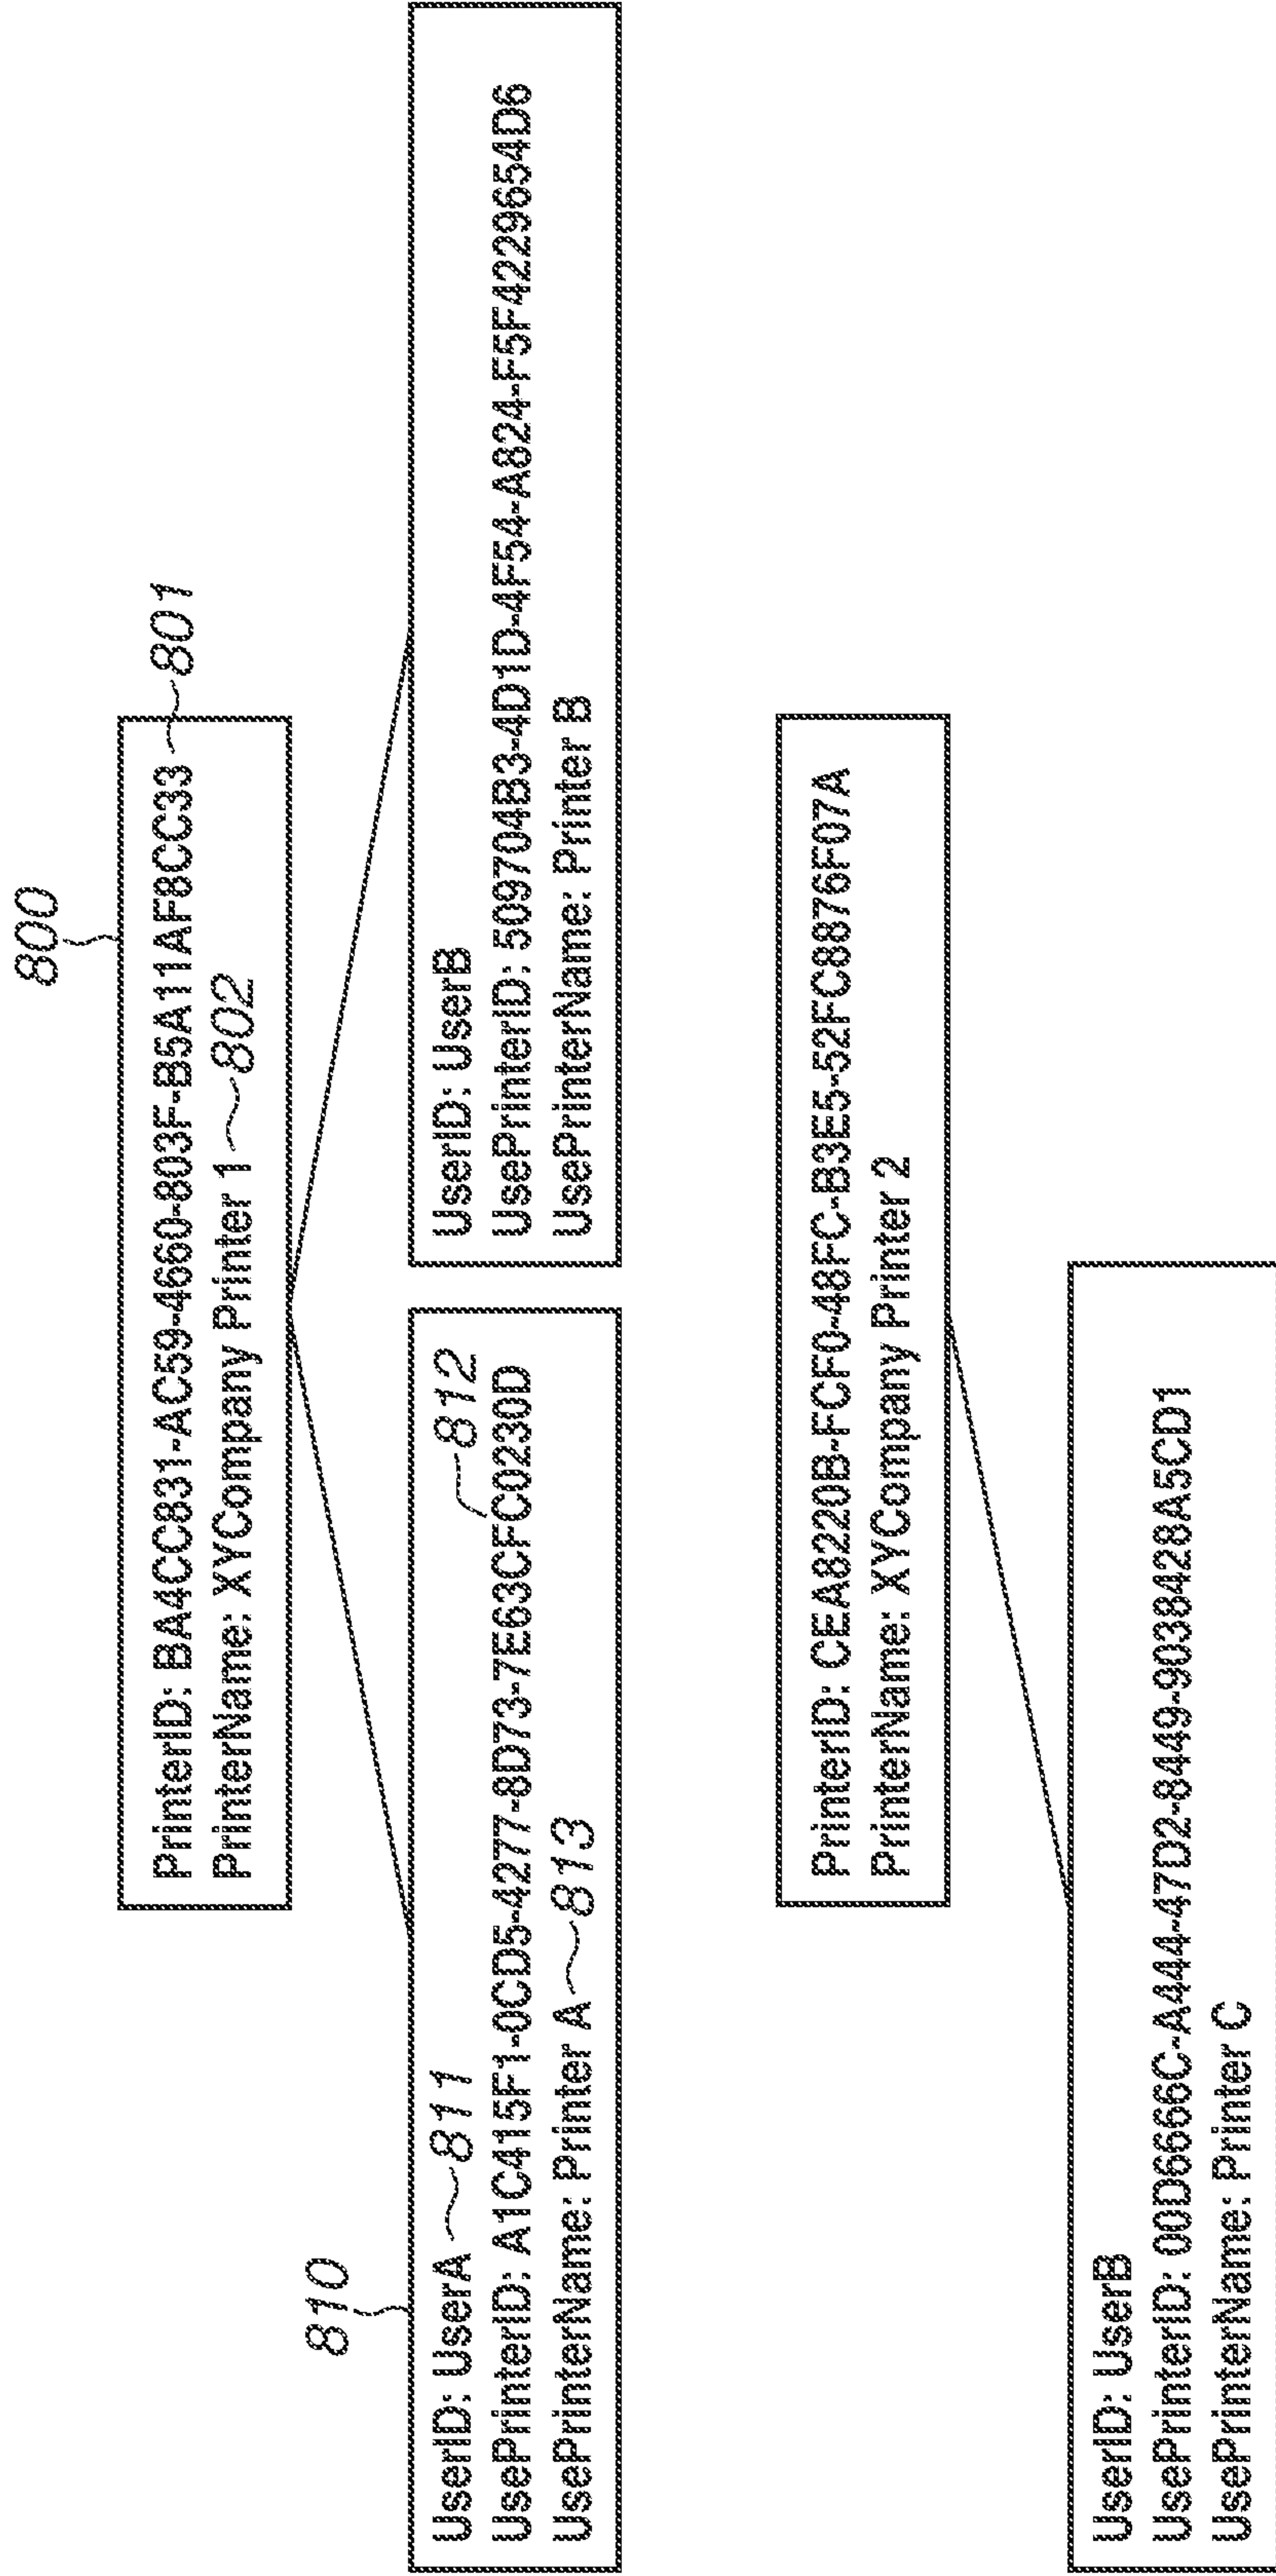 800
PrinterID: BA4CC831-AC59-4660-803F-B5A11AF8CC33 801
PrinterName: XYCompany Printer 1 802
810
UserID: UserA 811
UsePrinterID: A1C415F1-0CD5-4277-8D73-7E63CFC0230D 812
UsePrinterName: Printer A 813
UserID: UserB
UsePrinterID: 509704B3-4D1D-4F54-A824-F5F4229654D6
UsePrinterName: Printer B
PrinterID: CEA8220B-FCF0-48FC-B3E5-52FC8876F07A
PrinterName: XYCompany Printer 2
UserID: UserB
UsePrinterID: 00D6666C-A444-47D2-8449-9038428A5CD1
UsePrinterName: Printer C